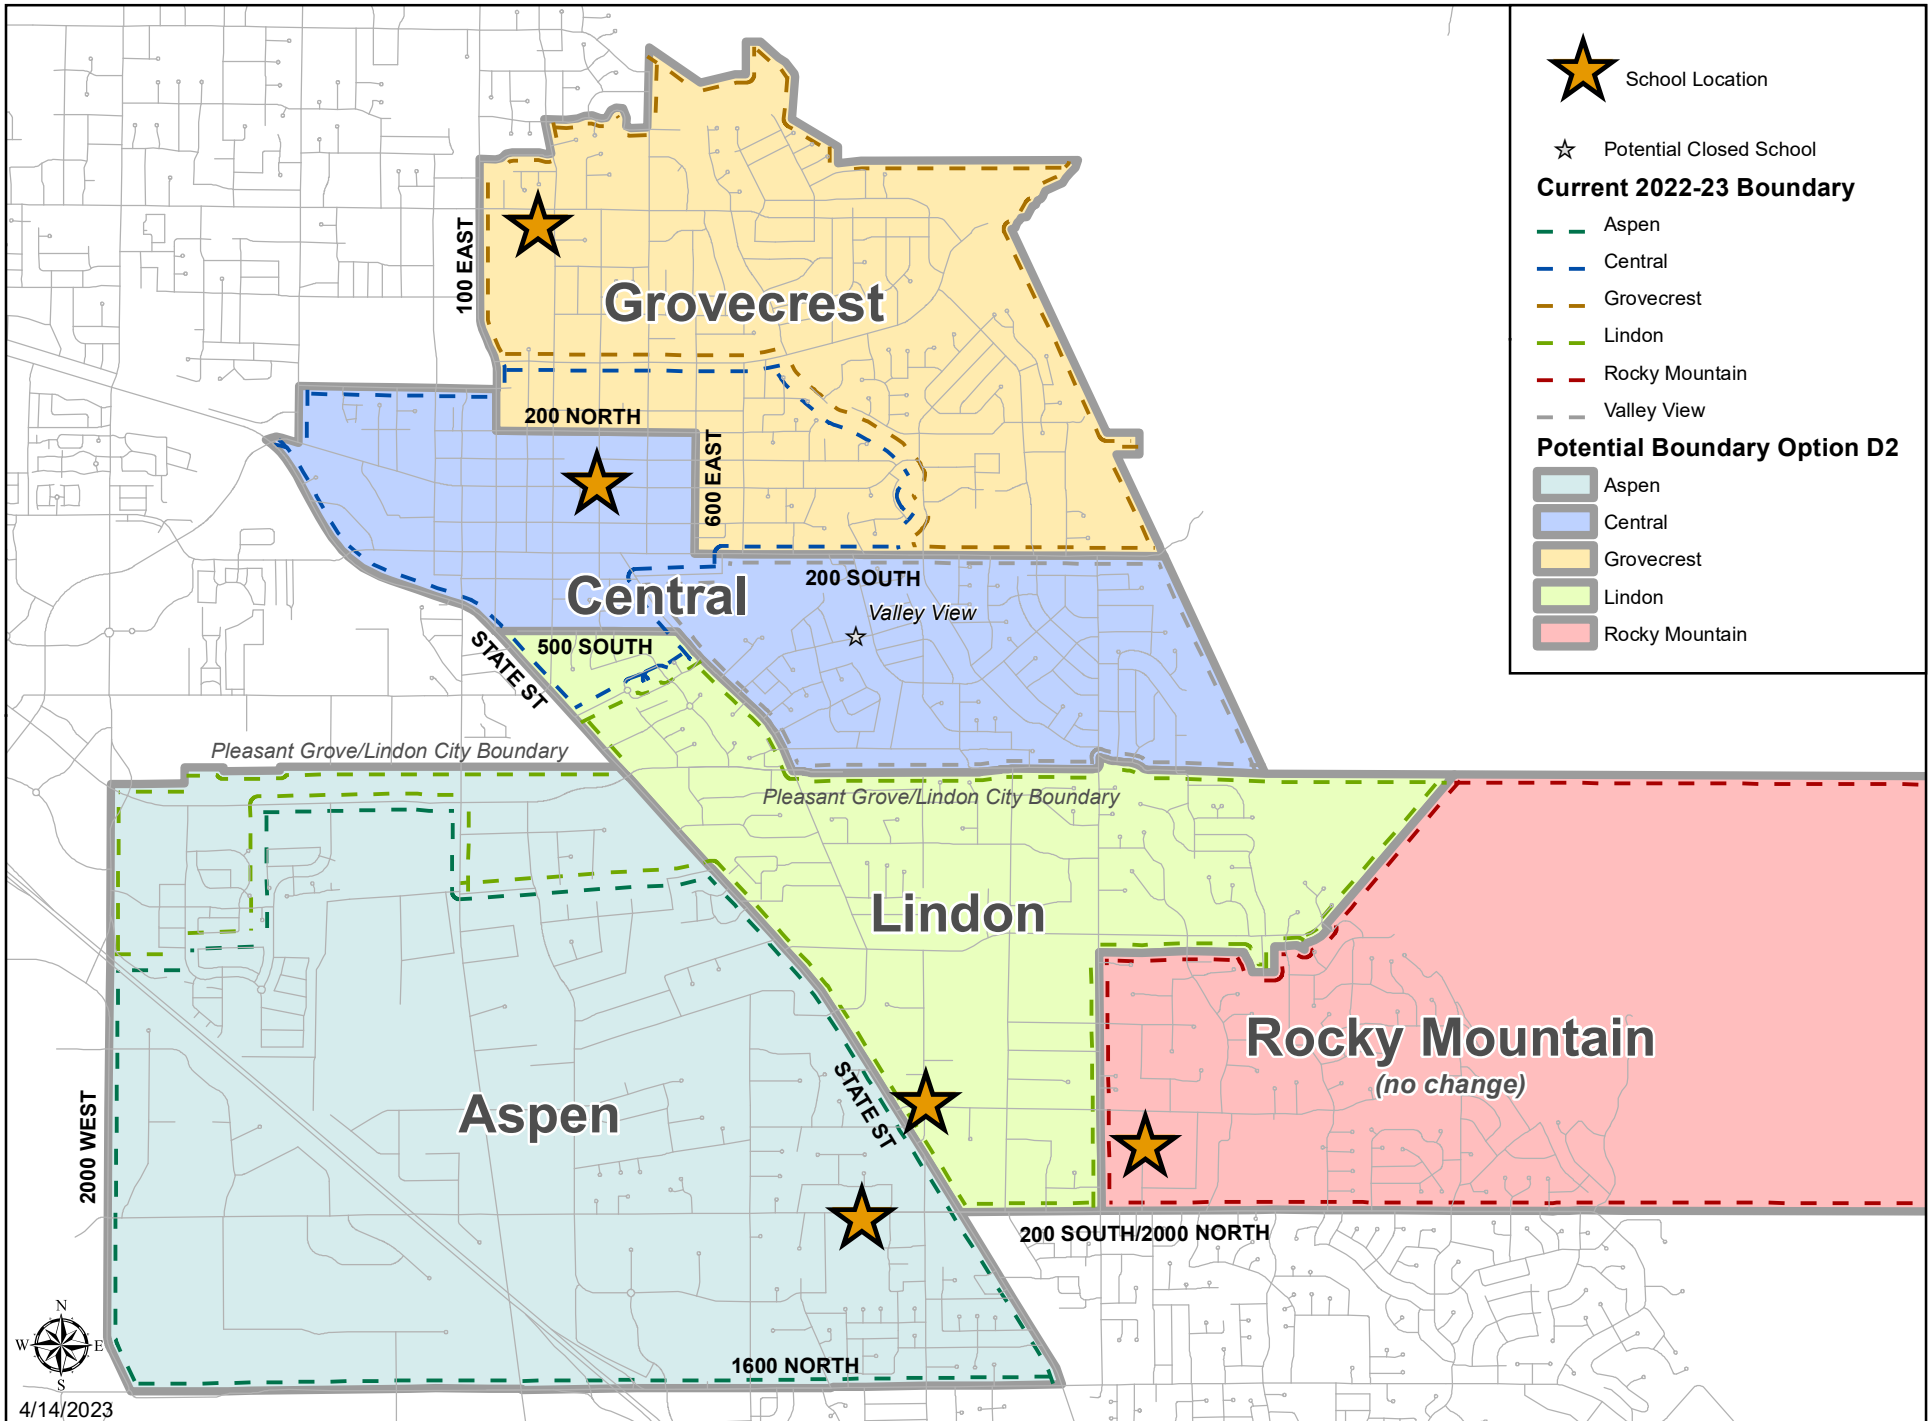 School Location
Potential Closed School
Current 2022-23 Boundary
Aspen
Central
Grovecrest
Lindon
Rocky Mountain
Valley View
Potential Boundary Option D2
Aspen
Central
Grovecrest
Lindon
Rocky Mountain
100 EAST
Grovecrest
200 NORTH
600 EAST
200 SOUTH
Central
Valley View
500 SOUTH
STATE ST
Pleasant Grove/Lindon City Boundary
Pleasant Grove/Lindon City Boundary
Lindon
Rocky Mountain
(no change)
STATE ST
Aspen
2000 WEST
200 SOUTH/2000 NORTH
1600 NORTH
N
W
E
S
4/14/2023